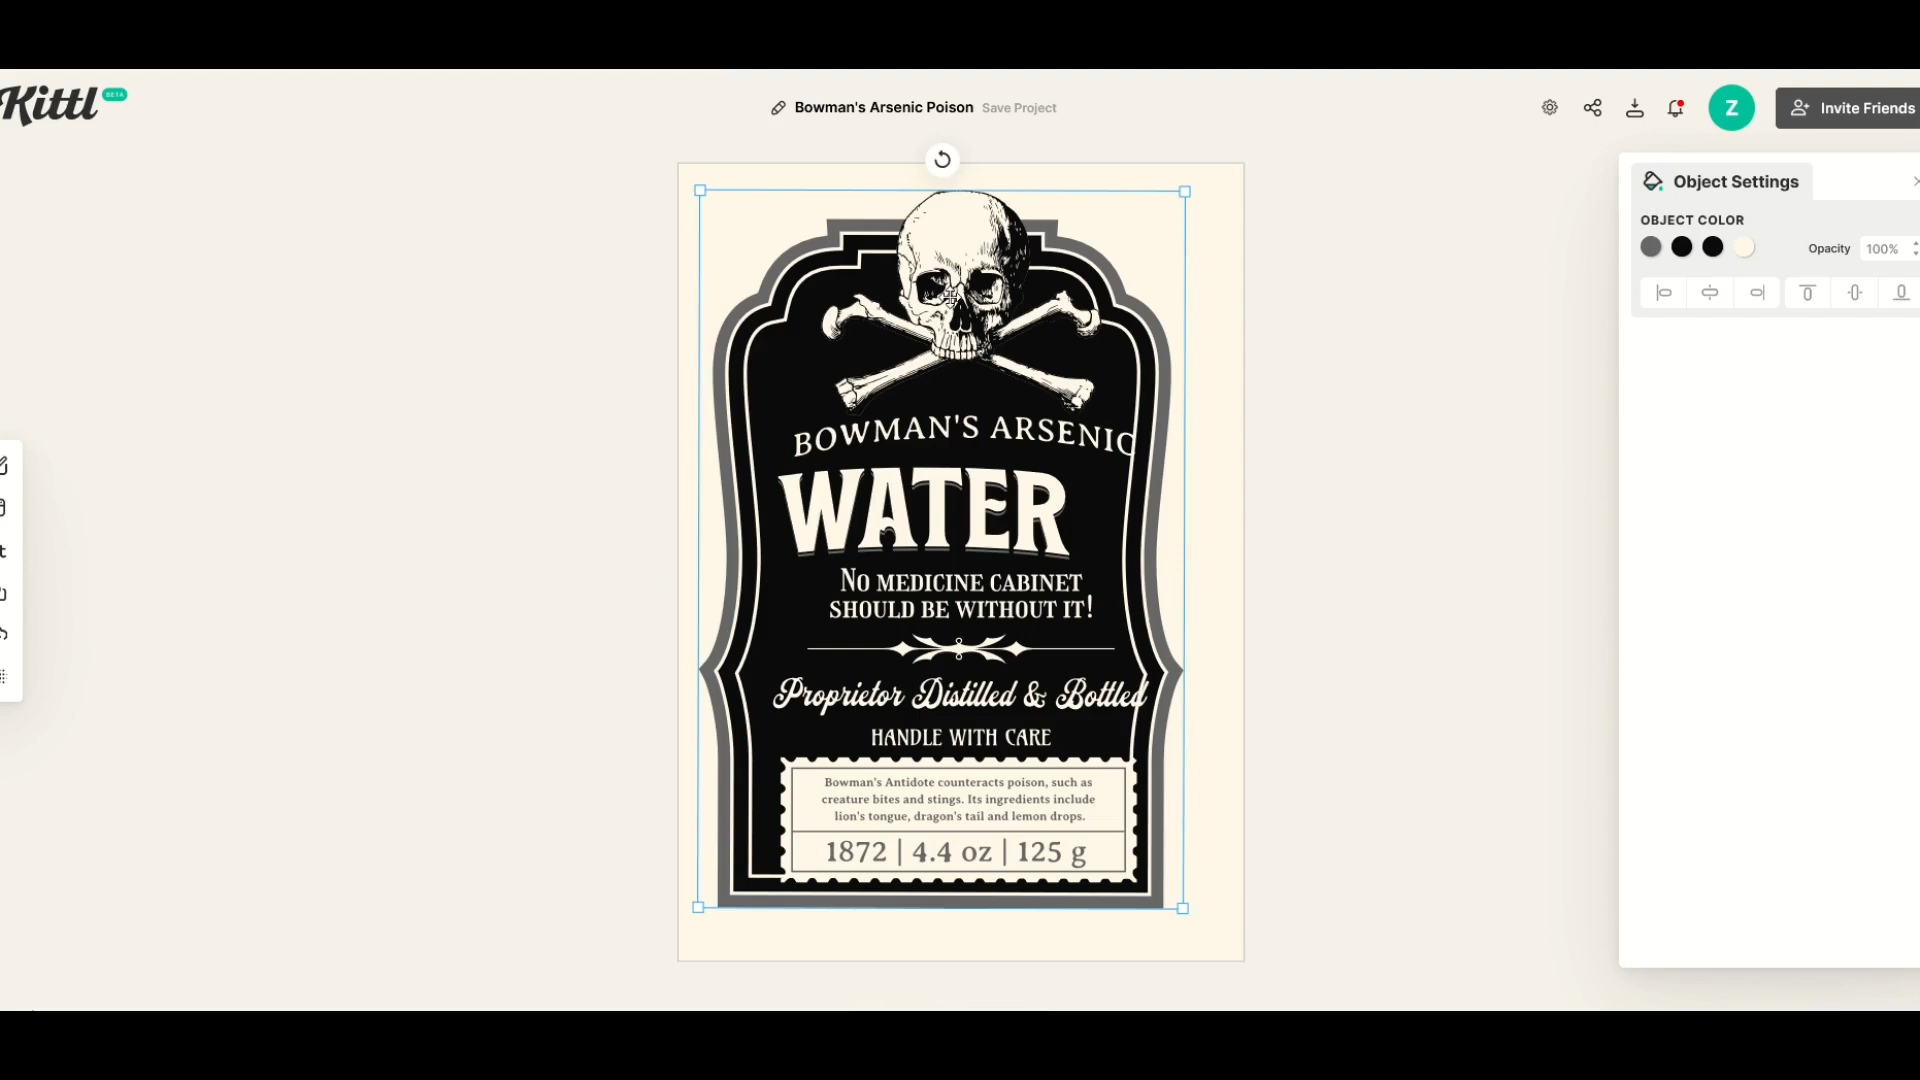 Kittl BETA
Bowman's Arsenic Poison Save Project
Z
Invite Friends
Object Settings
OBJECT COLOR
Opacity 100%
BOWMAN'S ARSENIC
WATER
NO MEDICINE CABINET
SHOULD BE WITHOUT IT!
Proprietor Distilled & Bottled
HANDLE WITH CARE
Bowman's Antidote counteracts poison, such as
creature bites and stings. Its ingredients include
lion's tongue, dragon's tail and lemon drops.
1872 | 4.4 oz | 125 g